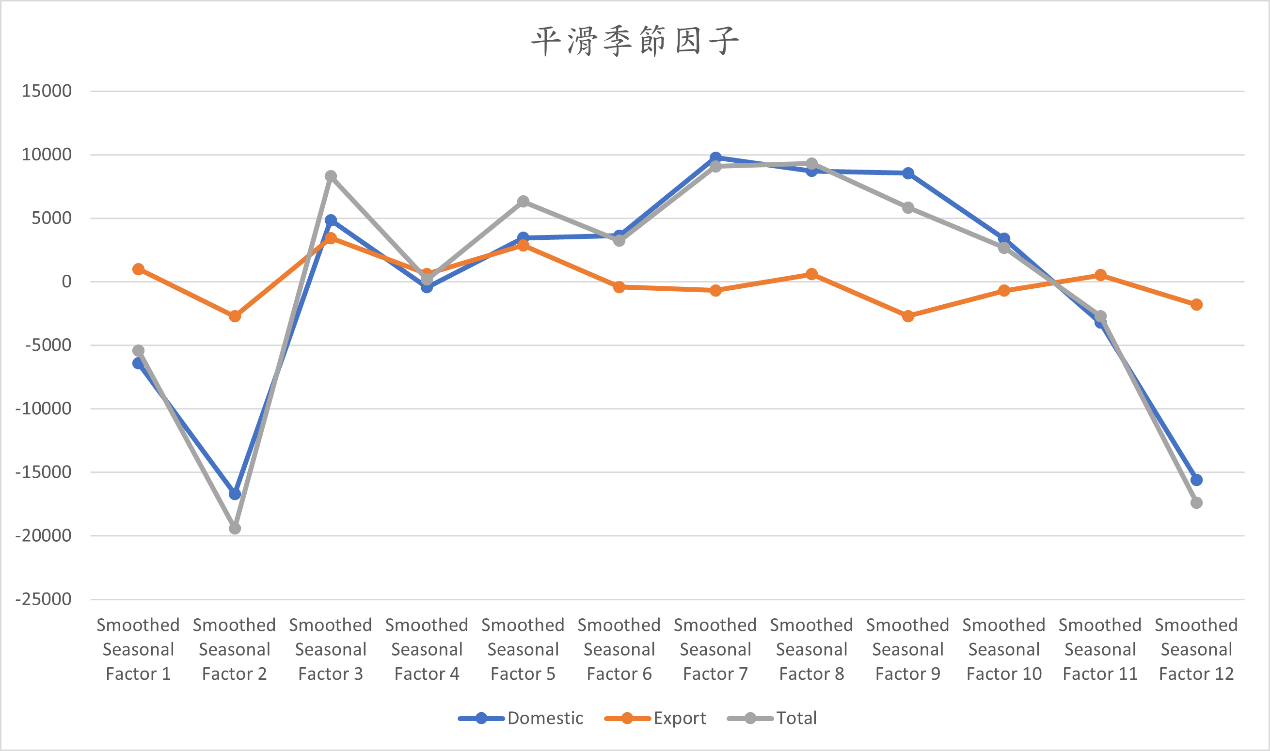 平滑季節因子
15000
10000
5000
0
-5000
-10000
-15000
-20000
-25000
Smoothed Seasonal Factor 1
Smoothed Seasonal Factor 2
Smoothed Seasonal Factor 3
Smoothed Seasonal Factor 4
Smoothed Seasonal Factor 5
Smoothed Seasonal Factor 6
Smoothed Seasonal Factor 7
Smoothed Seasonal Factor 8
Smoothed Seasonal Factor 9
Smoothed Seasonal Factor 10
Smoothed Seasonal Factor 11
Smoothed Seasonal Factor 12
Domestic Export Total